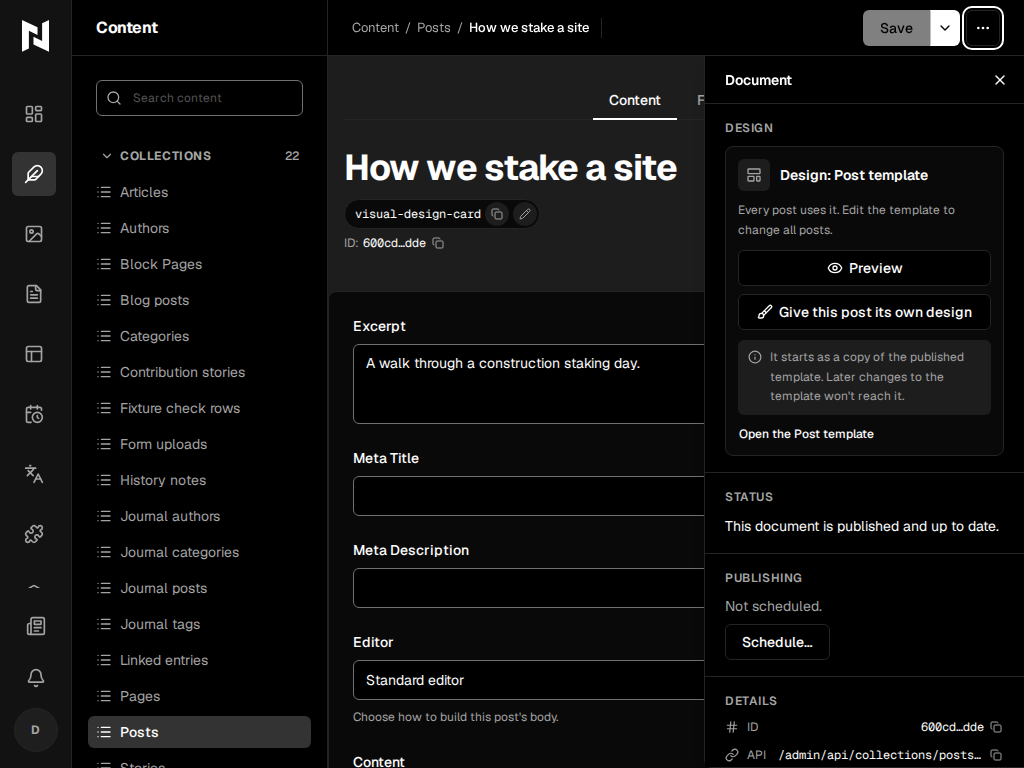 Content
Content / Posts / How we stake a site
Save
Search content
COLLECTIONS 22
Articles
Authors
Block Pages
Blog posts
Categories
Contribution stories
Fixture check rows
Form uploads
History notes
Journal authors
Journal categories
Journal posts
Journal tags
Linked entries
Pages
Posts
Stories
D
Content F
How we stake a site
visual-design-card
ID: 600cd…dde
Excerpt
A walk through a construction staking day.
Meta Title
Meta Description
Editor
Standard editor
Choose how to build this post's body.
Content
Document
DESIGN
Design: Post template
Every post uses it. Edit the template to
change all posts.
Preview
Give this post its own design
It starts as a copy of the published
template. Later changes to the
template won't reach it.
Open the Post template
STATUS
This document is published and up to date.
PUBLISHING
Not scheduled.
Schedule…
DETAILS
ID 600cd…dde
API /admin/api/collections/posts…